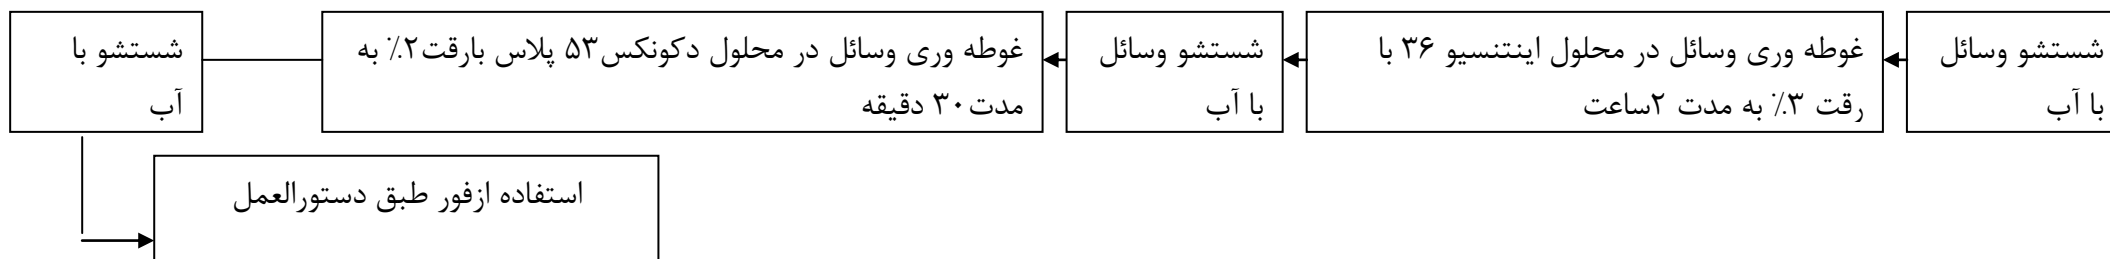 شستشو وسائل
با آب
غوطه وری وسائل در محلول اینتنسیو ۳۶ با
رقت ۳٪ به مدت ۲ساعت
شستشو وسائل
با آب
غوطه وری وسائل در محلول دکونکس۵۳ پلاس بارقت۲٪ به
مدت۳۰ دقیقه
شستشو با
آب
استفاده ازفور طبق دستورالعمل